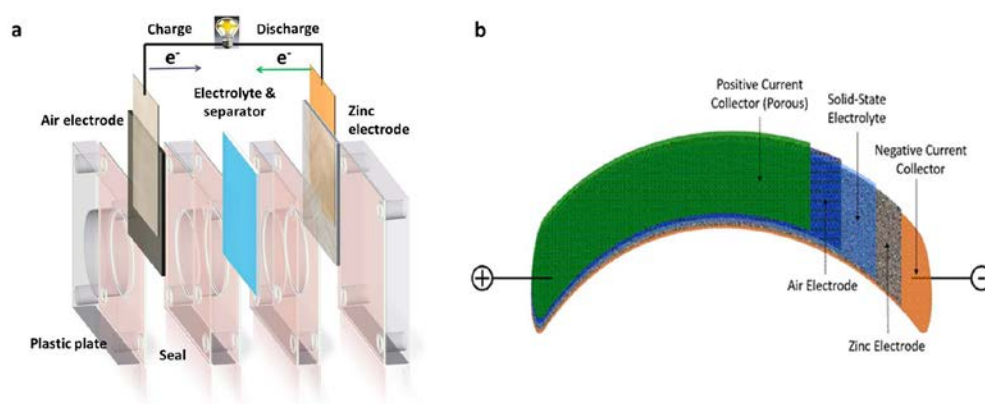 a
Charge
Discharge
e-
e-
Air electrode
Electrolyte &
separator
Zinc
electrode
Plastic plate
Seal
b
Positive Current
Collector (Porous)
Solid-State
Electrolyte
Negative Current
Collector
+
Air Electrode
-
Zinc Electrode